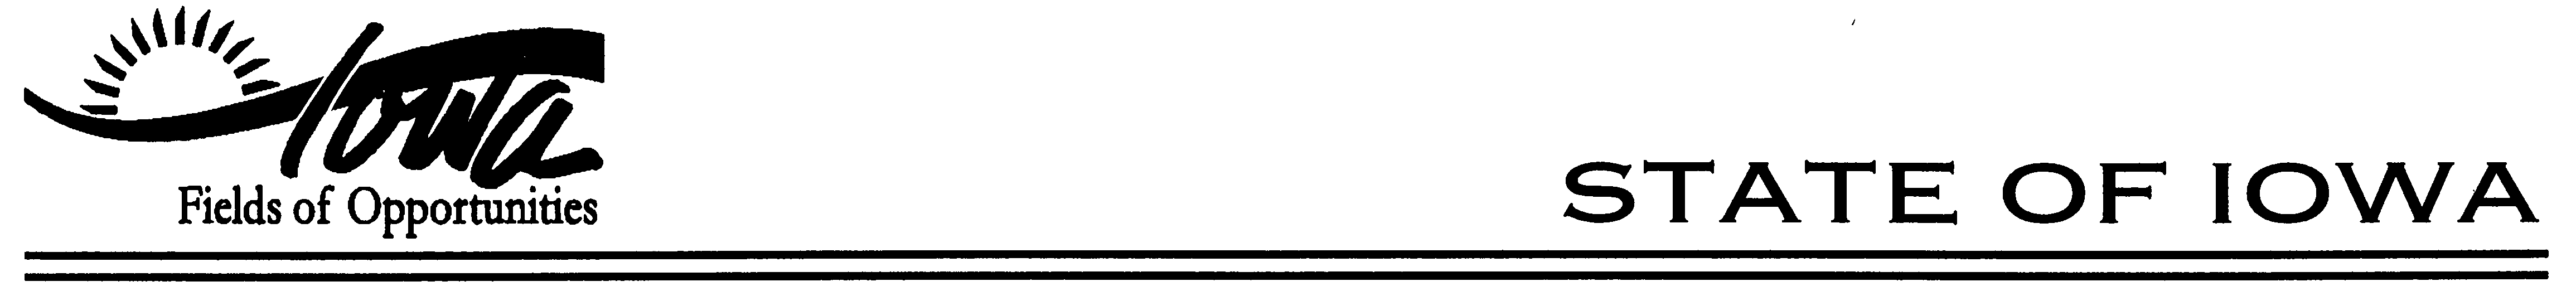 Iowa
Fields of Opportunities
STATE OF IOWA